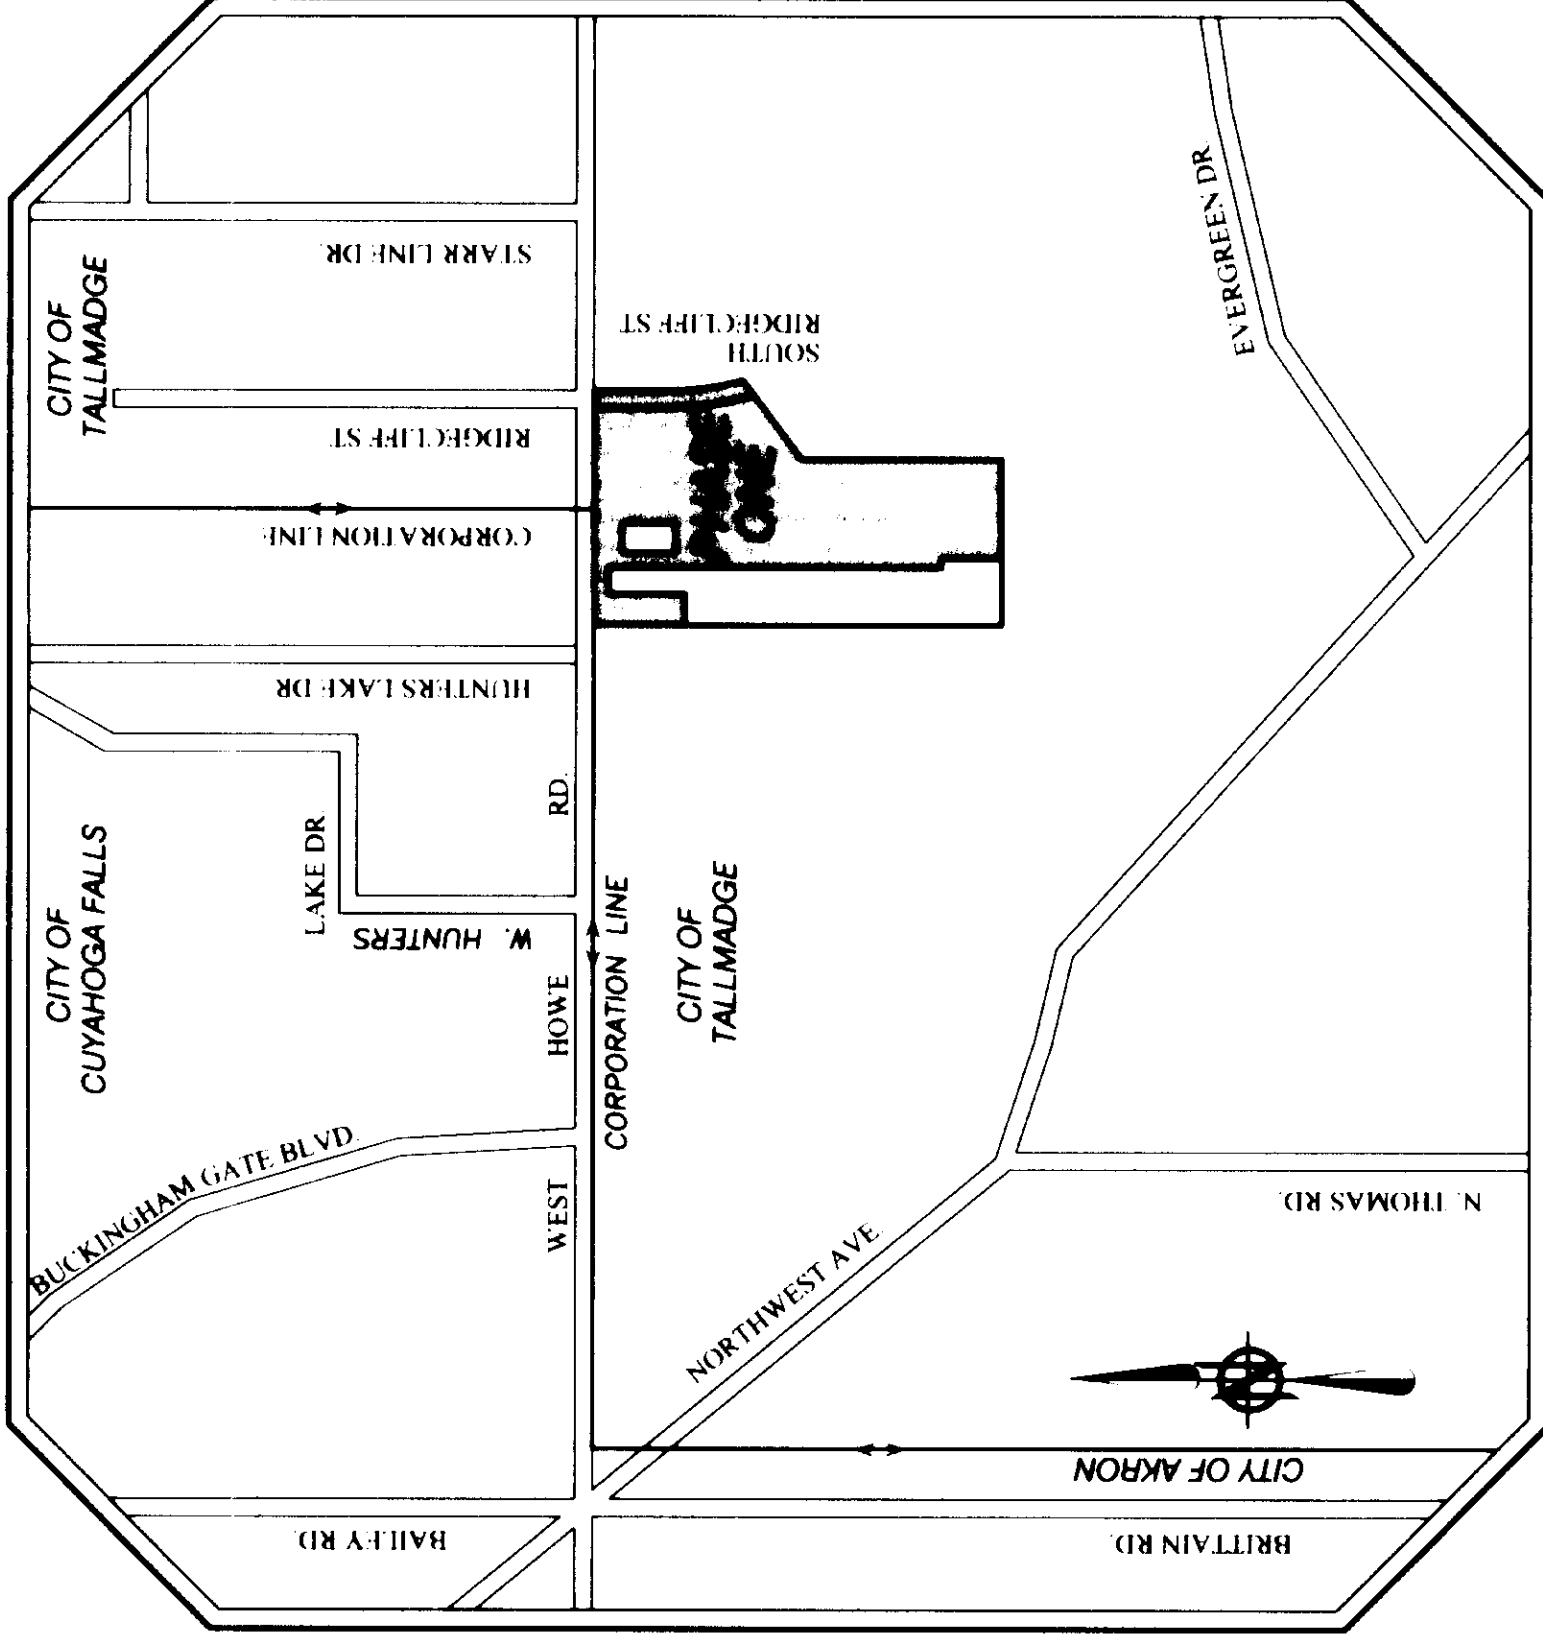 CITY OF
TALLMADGE
STARR LINE DR.
RIDGECLIFF ST
SOUTH
RIDGECLIFF ST
CORPORATION LINE
HUNTERS LAKE DR
CITY OF
CUYAHOGA FALLS
W. HUNTERS
LAKE DR.
BUCKINGHAM GATE BLVD.
WEST HOWE RD.
CORPORATION LINE
CITY OF
TALLMADGE
PHASE
ONE
EVERGREEN DR.
NORTHWEST AVE.
N. THOMAS RD.
CITY OF AKRON
BAILEY RD.
BRITTAIN RD.
N